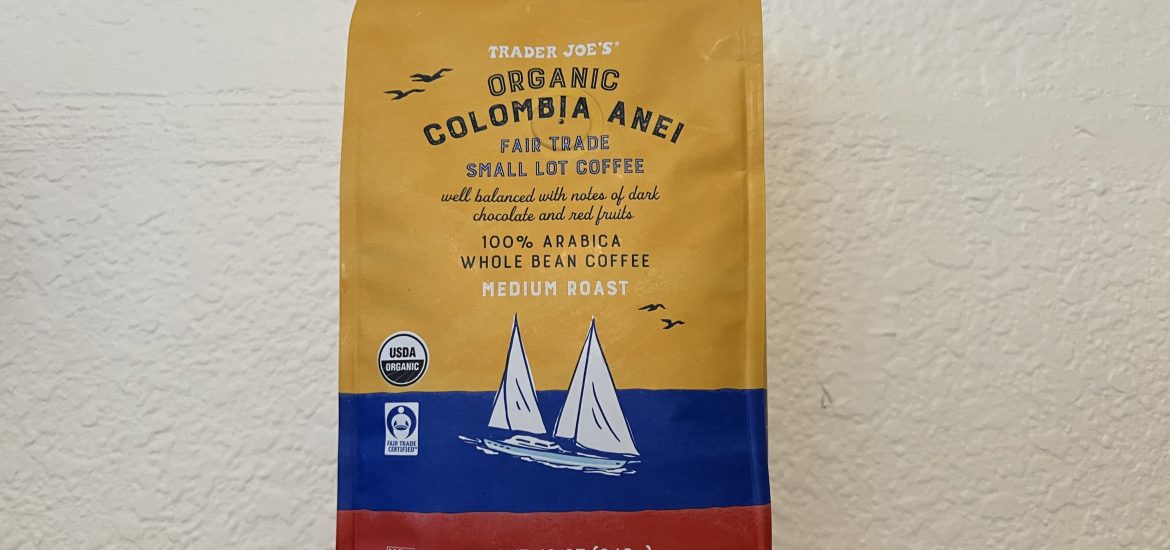 TRADER JOE'S®
ORGANIC
COLOMBIA ANEI
FAIR TRADE
SMALL LOT COFFEE
well balanced with notes of dark
chocolate and red fruits
100% ARABICA
WHOLE BEAN COFFEE
MEDIUM ROAST
USDA
ORGANIC
FAIR TRADE
CERTIFIED™